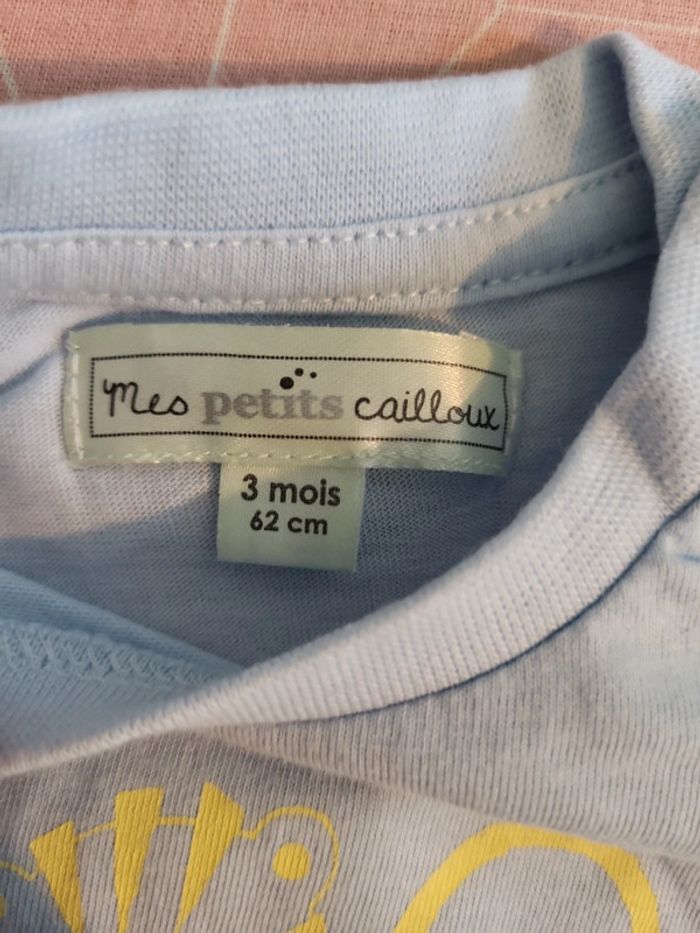 mes petits cailloux
3 mois
62 cm